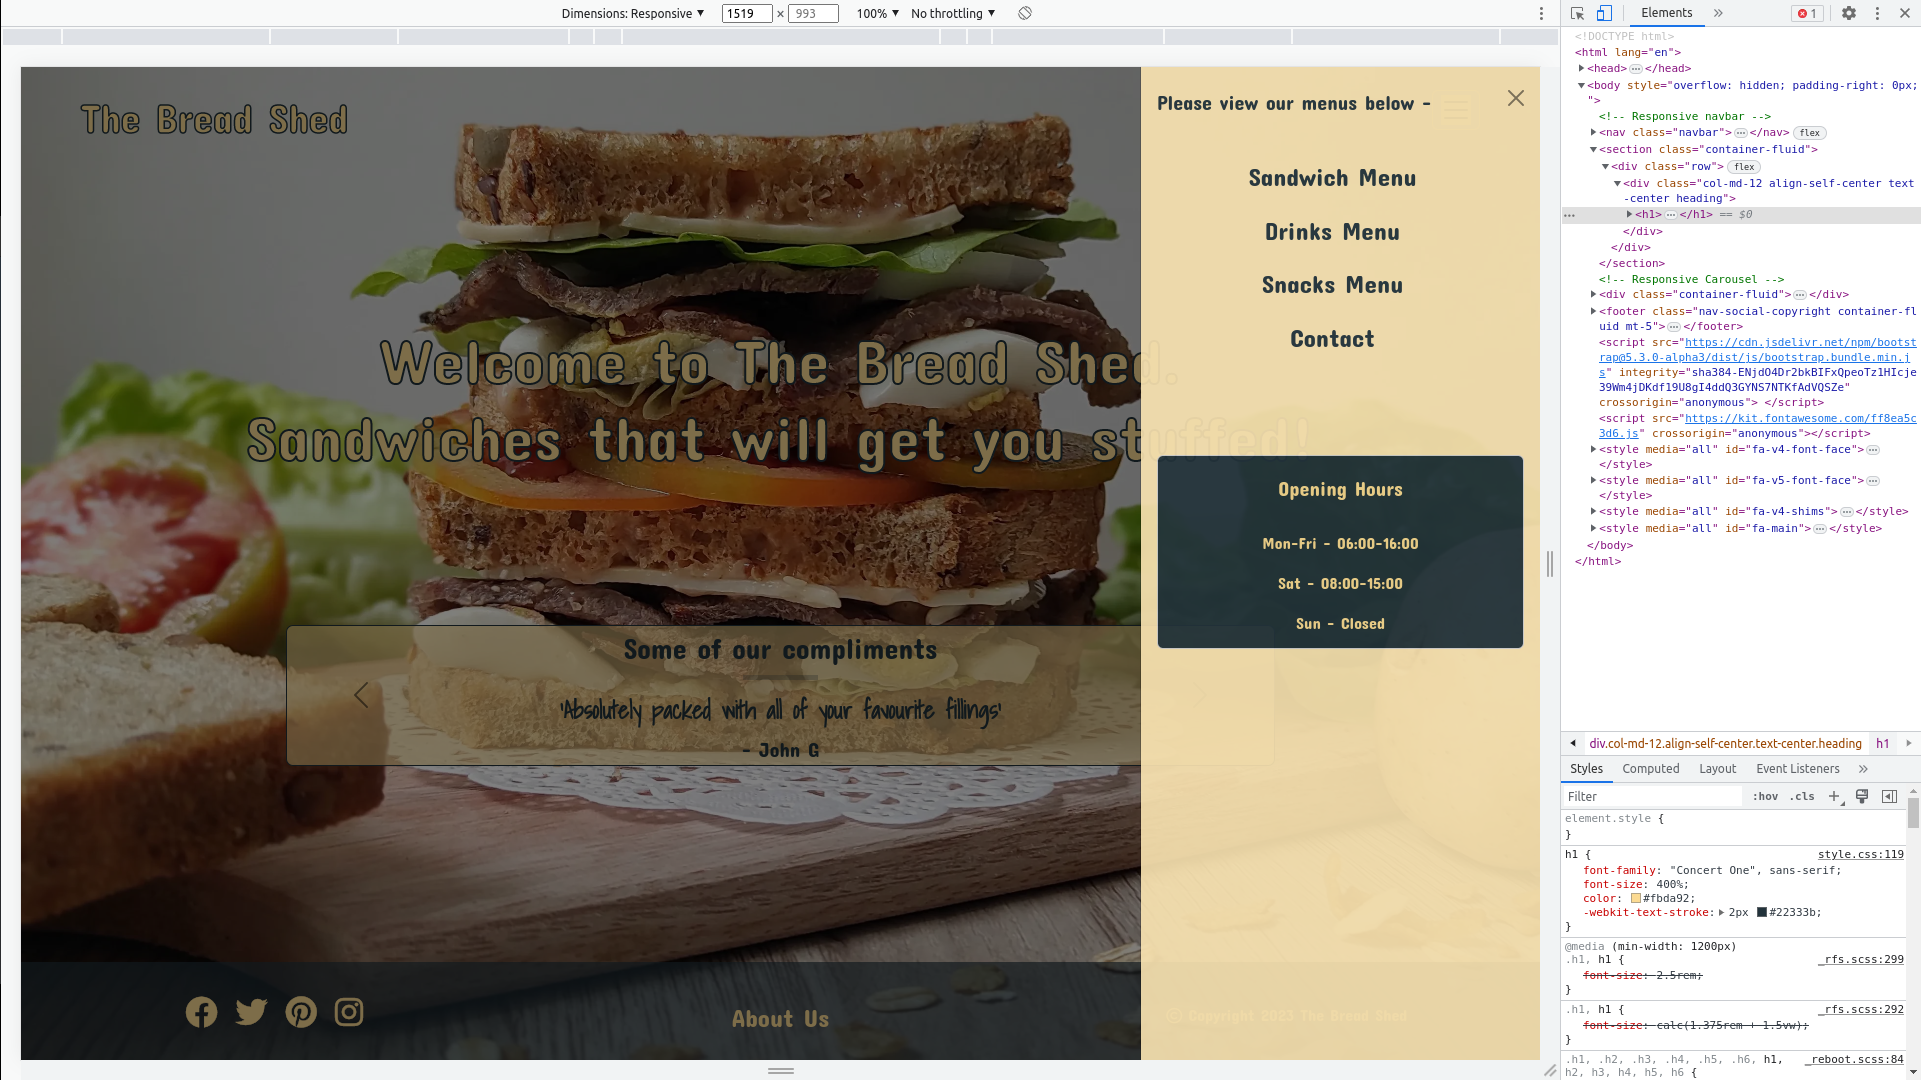 Dimensions: Responsive ▼ 1519 × 993 100% ▼ No throttling ▼
The Bread Shed
Welcome to The Bread Shed.
Sandwiches that will get you stuffed!
Some of our compliments
'Absolutely packed with all of your favourite fillings'
- John G
About Us
© Copyright 2023 The Bread Shed
Please view our menus below -
Sandwich Menu
Drinks Menu
Snacks Menu
Contact
Opening Hours
Mon-Fri - 06:00-16:00
Sat - 08:00-15:00
Sun - Closed
Elements » 1
<!DOCTYPE html>
<html lang="en">
<head>…</head>
<body style="overflow: hidden; padding-right: 0px;
">
<!-- Responsive navbar -->
<nav class="navbar">…</nav> flex
<section class="container-fluid">
<div class="row"> flex
<div class="col-md-12 align-self-center text
-center heading">
… <h1>…</h1> == $0
</div>
</div>
</section>
<!-- Responsive Carousel -->
<div class="container-fluid">…</div>
<footer class="nav-social-copyright container-fl
uid mt-5">…</footer>
<script src="https://cdn.jsdelivr.net/npm/bootst
rap@5.3.0-alpha3/dist/js/bootstrap.bundle.min.j
s" integrity="sha384-ENjdO4Dr2bkBIFxQpeoTz1HIcje
39Wm4jDKdf19U8gI4ddQ3GYNS7NTKfAdVQSZe"
crossorigin="anonymous"> </script>
<script src="https://kit.fontawesome.com/ff8ea5c
3d6.js" crossorigin="anonymous"></script>
<style media="all" id="fa-v4-font-face">…
</style>
<style media="all" id="fa-v5-font-face">…
</style>
<style media="all" id="fa-v4-shims">…</style>
<style media="all" id="fa-main">…</style>
</body>
</html>
div.col-md-12.align-self-center.text-center.heading h1
Styles Computed Layout Event Listeners »
Filter :hov .cls +
element.style {
}
h1 { style.css:119
font-family: "Concert One", sans-serif;
font-size: 400%;
color: #fbda92;
-webkit-text-stroke: 2px #22333b;
}
@media (min-width: 1200px)
.h1, h1 { _rfs.scss:299
font-size: 2.5rem;
}
.h1, h1 { _rfs.scss:292
font-size: calc(1.375rem + 1.5vw);
}
.h1, .h2, .h3, .h4, .h5, .h6, h1, _reboot.scss:84
h2, h3, h4, h5, h6 {